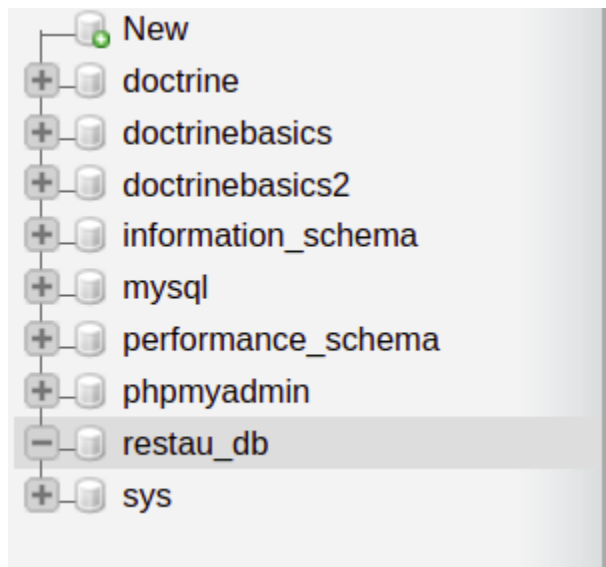 New
doctrine
doctrinebasics
doctrinebasics2
information_schema
mysql
performance_schema
phpmyadmin
restau_db
sys